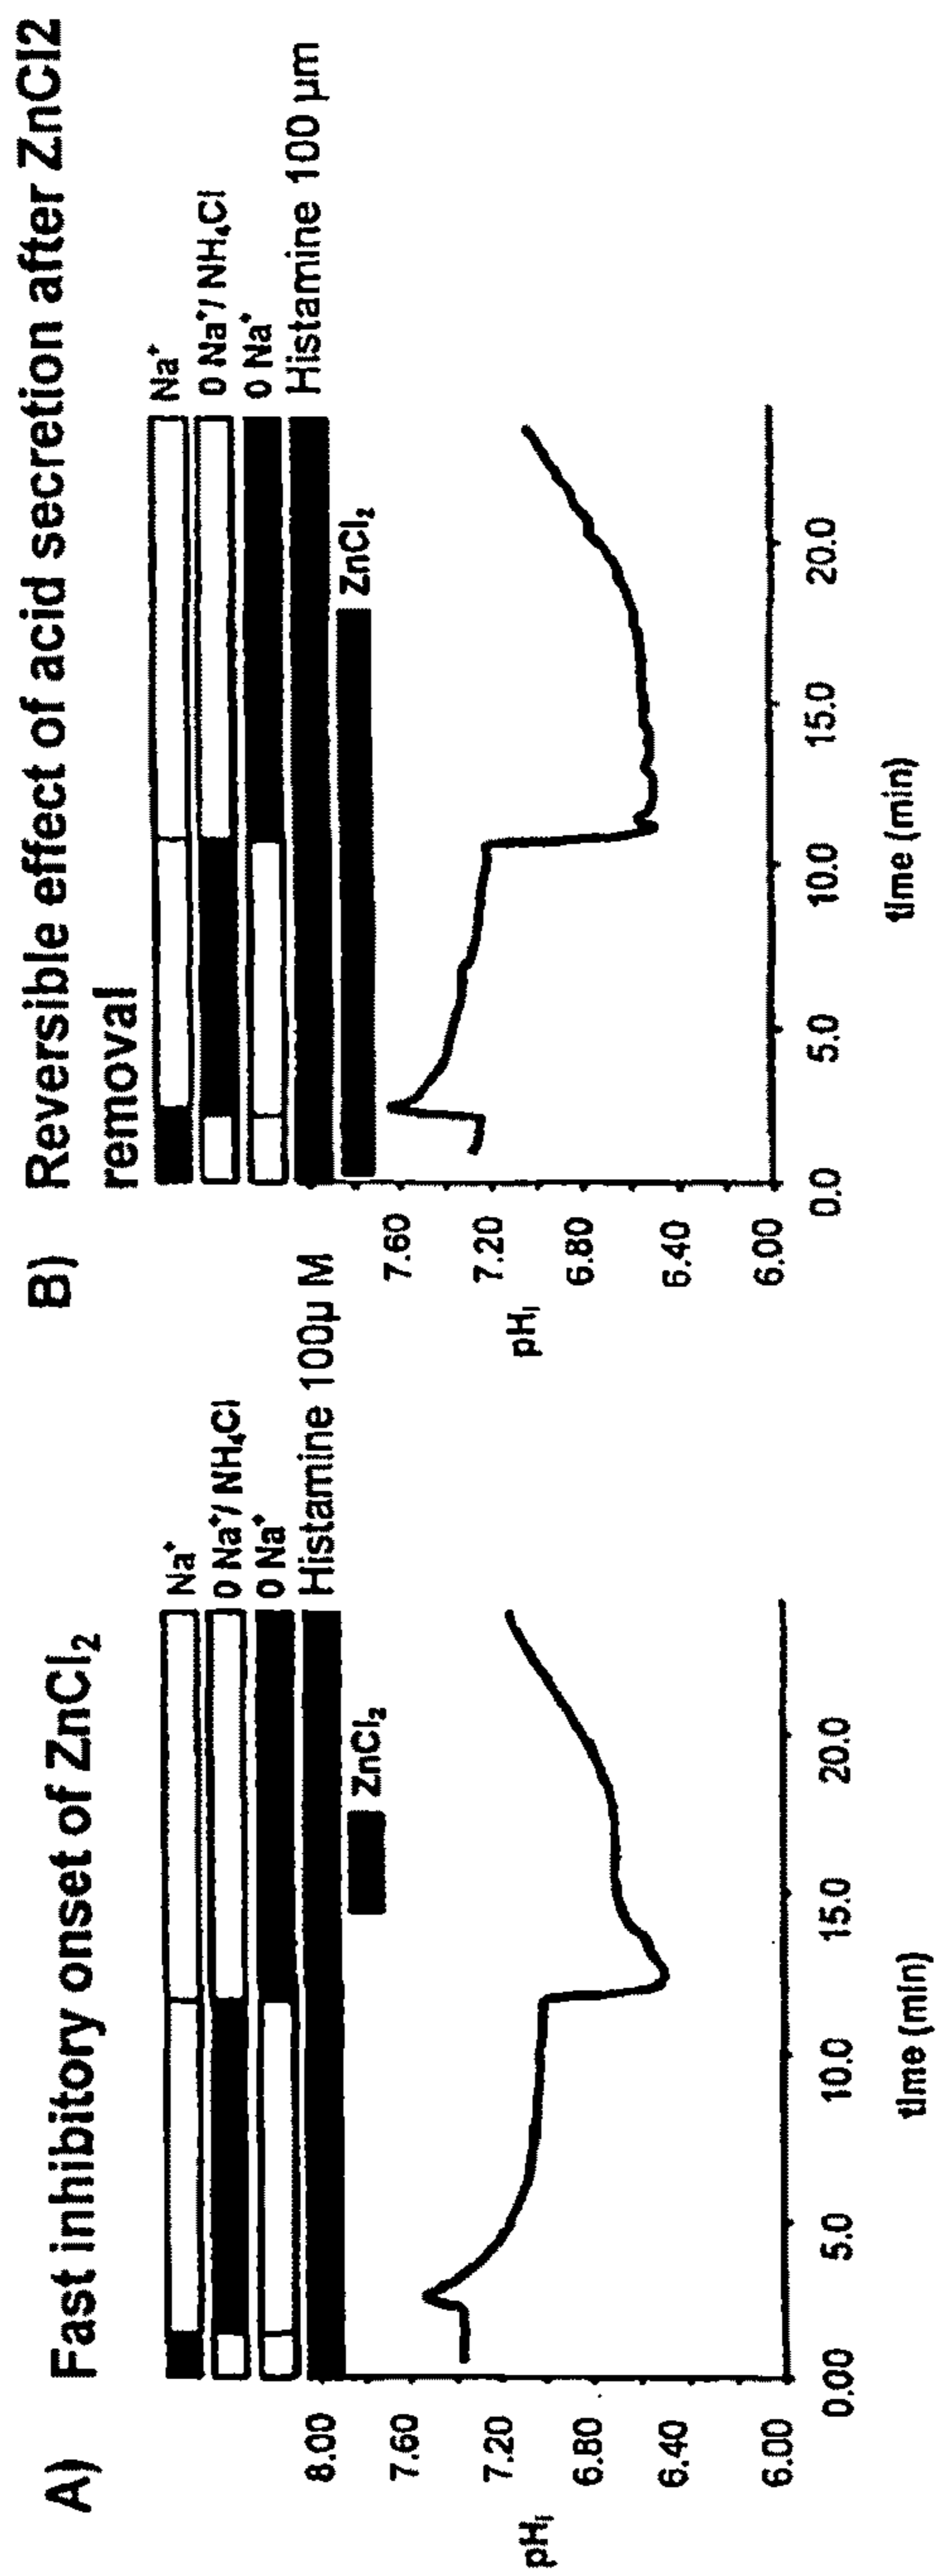 A) Fast inhibitory onset of ZnCl₂
Na⁺
0 Na⁺/ NH₄Cl
0 Na⁺
Histamine 100µ M
ZnCl₂
8.00
7.60
7.20
6.80
6.40
6.00
pHᵢ
0.00
5.0
10.0
15.0
20.0
time (min)
B) Reversible effect of acid secretion after ZnCl2
removal
Na⁺
0 Na⁺/ NH₄Cl
0 Na⁺
Histamine 100 µm
ZnCl₂
7.60
7.20
6.80
6.40
6.00
pHᵢ
0.0
5.0
10.0
15.0
20.0
time (min)